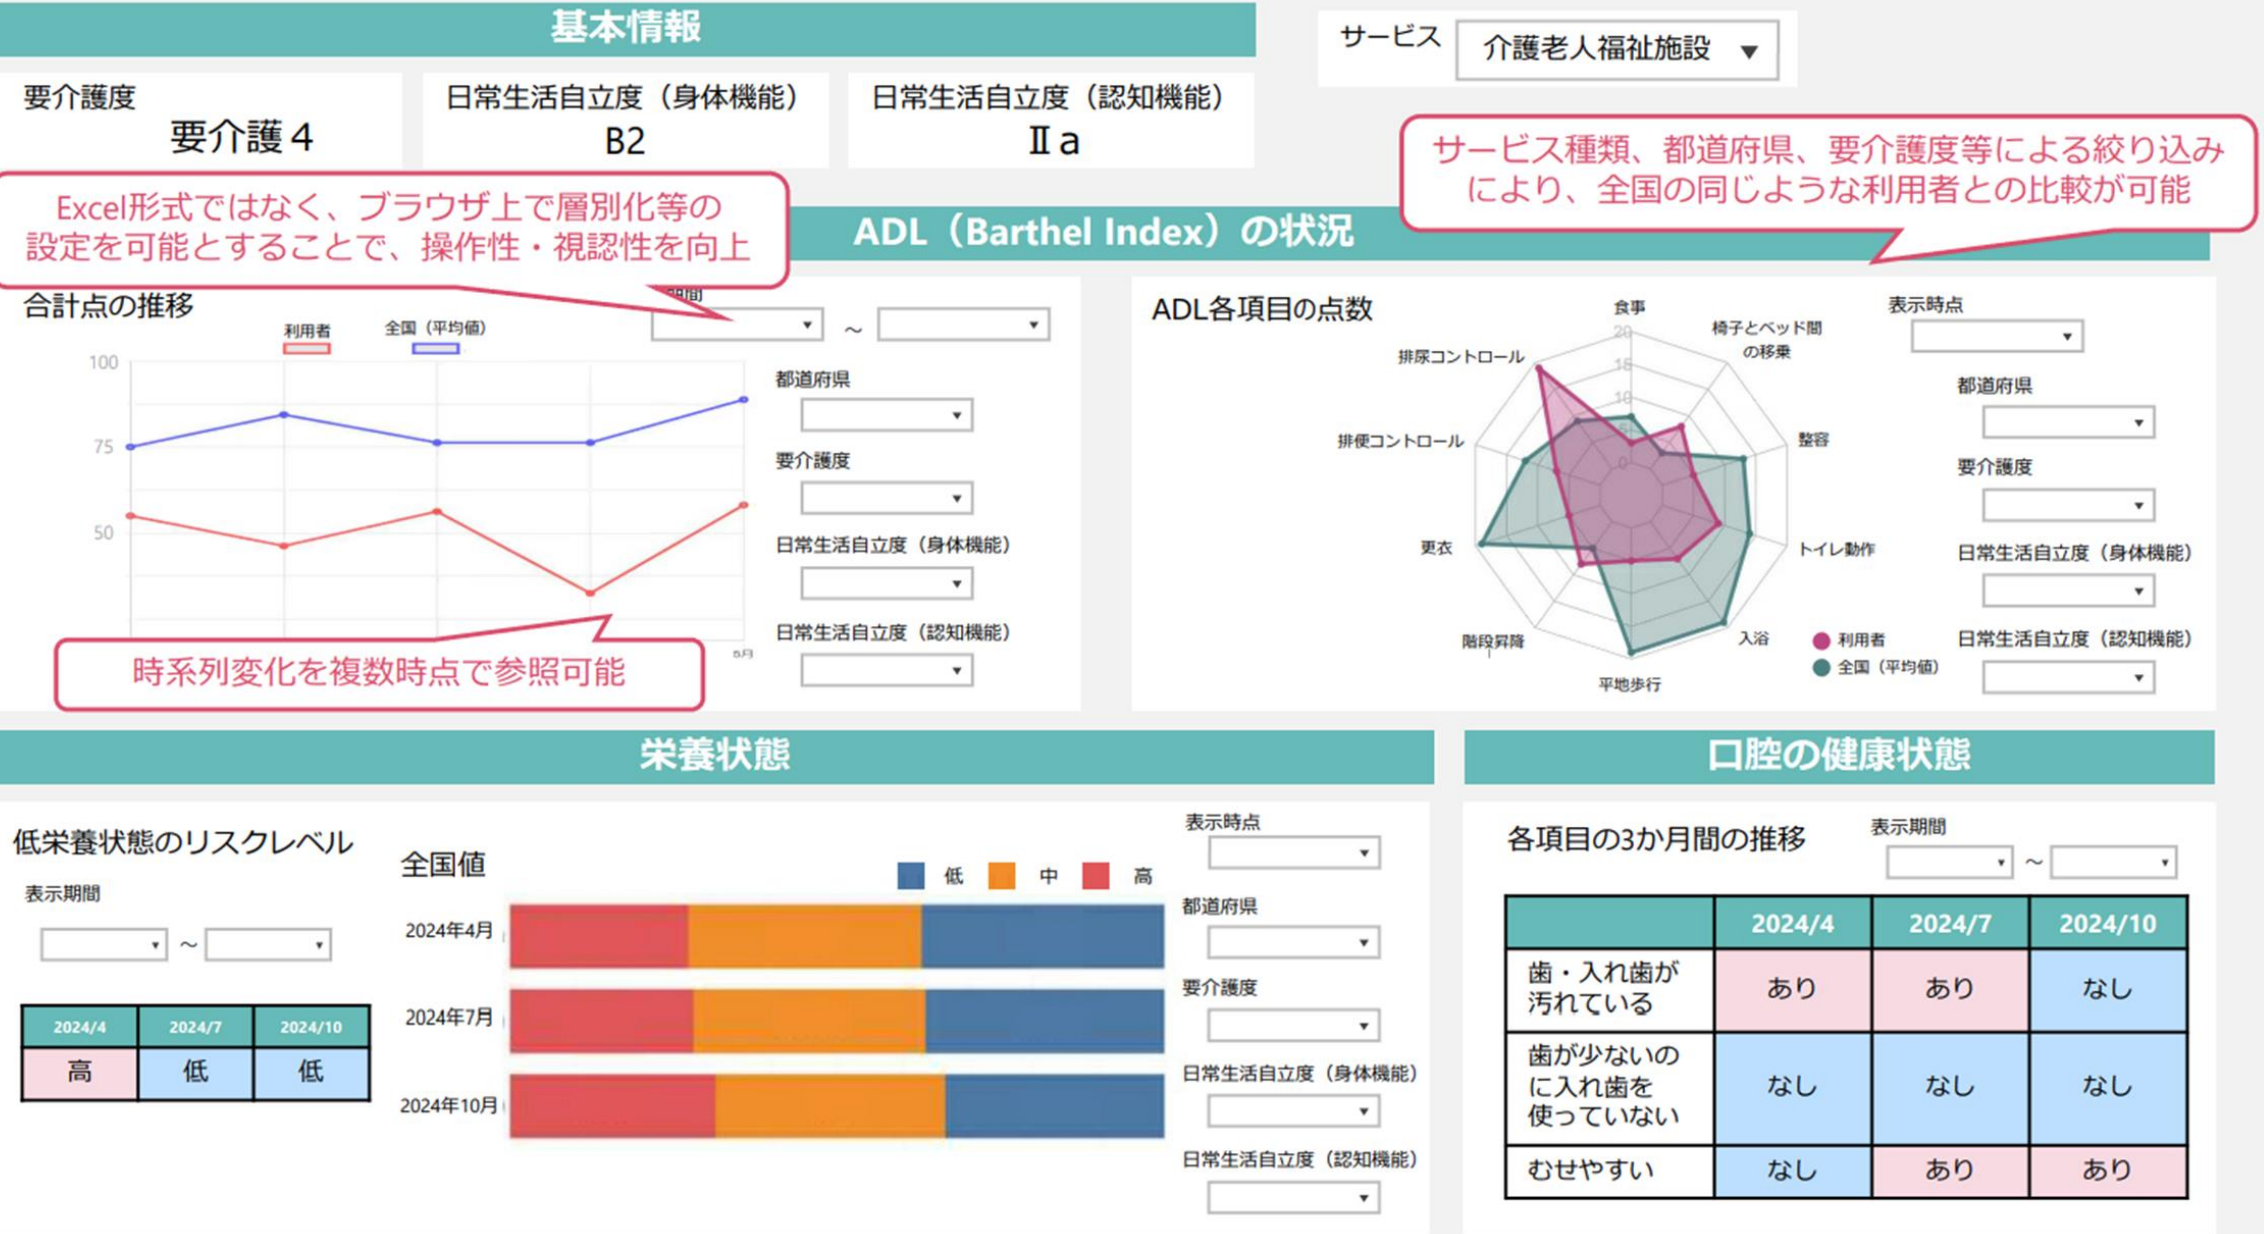 基本情報
サービス
介護老人福祉施設
要介護度
要介護４
日常生活自立度（身体機能）
B2
日常生活自立度（認知機能）
Ⅱa
サービス種類、都道府県、要介護度等による絞り込み
により、全国の同じような利用者との比較が可能
Excel形式ではなく、ブラウザ上で層別化等の
設定を可能とすることで、操作性・視認性を向上
ADL（Barthel Index）の状況
合計点の推移
利用者
全国（平均値）
～
100
75
50
5月
時系列変化を複数時点で参照可能
都道府県
要介護度
日常生活自立度（身体機能）
日常生活自立度（認知機能）
ADL各項目の点数
食事
椅子とベッド間
の移乗
整容
トイレ動作
入浴
平地歩行
階段昇降
更衣
排便コントロール
排尿コントロール
20
15
10
5
0
利用者
全国（平均値）
表示時点
都道府県
要介護度
日常生活自立度（身体機能）
日常生活自立度（認知機能）
栄養状態
低栄養状態のリスクレベル
表示期間
～
2024/4 2024/7 2024/10
高 低 低
全国値
低 中 高
2024年4月
2024年7月
2024年10月
表示時点
都道府県
要介護度
日常生活自立度（身体機能）
日常生活自立度（認知機能）
口腔の健康状態
各項目の3か月間の推移
表示期間
～
2024/4 2024/7 2024/10
歯・入れ歯が
汚れている
あり あり なし
歯が少ないの
に入れ歯を
使っていない
なし なし なし
むせやすい なし あり あり